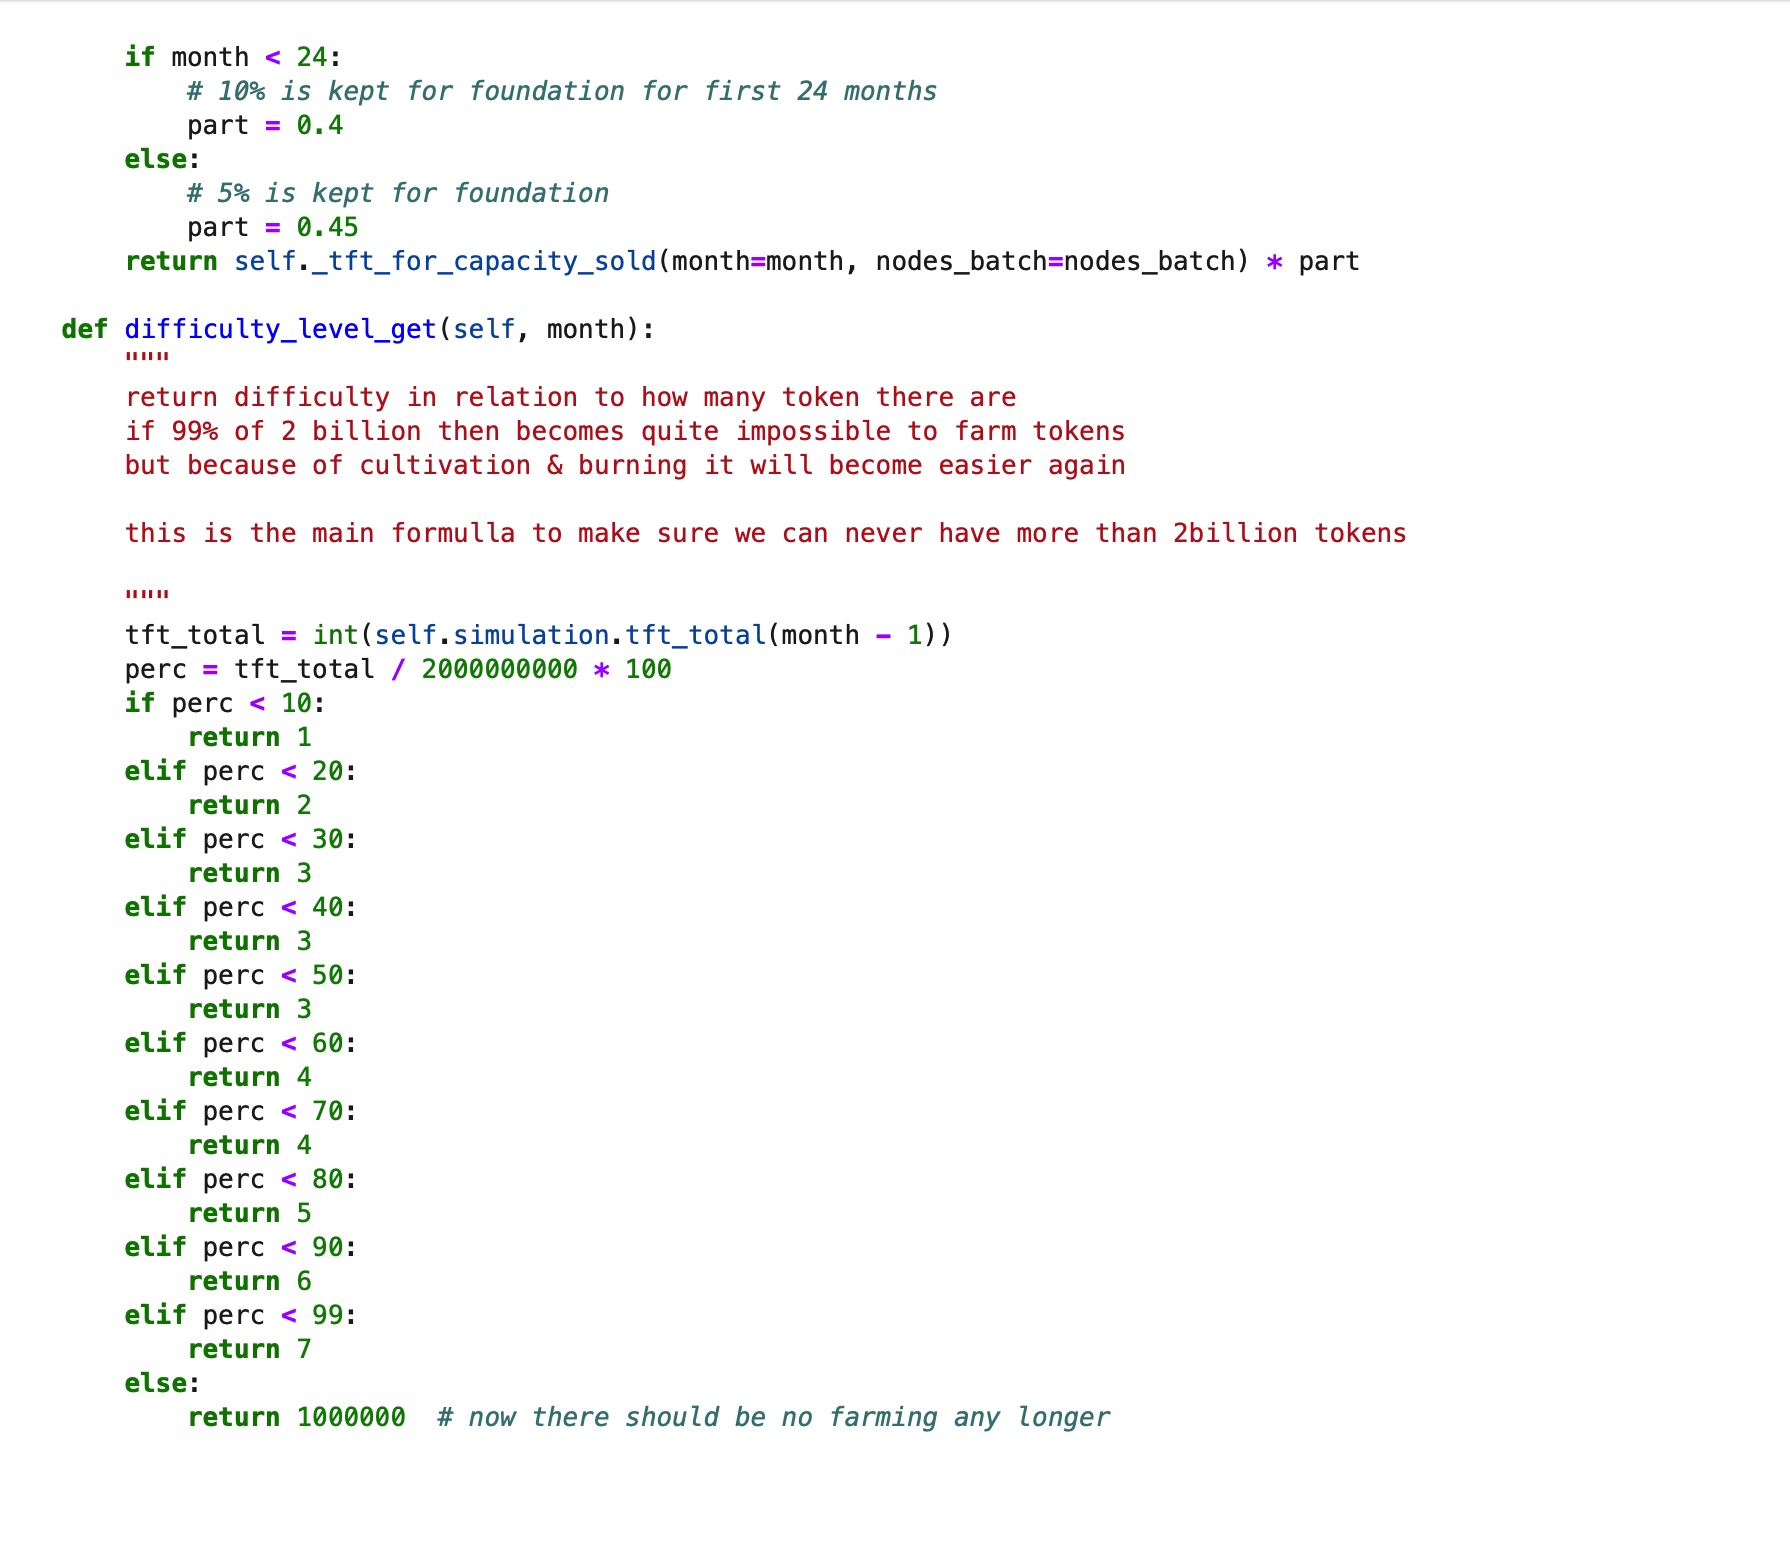 if month < 24:
# 10% is kept for foundation for first 24 months
part = 0.4
else:
# 5% is kept for foundation
part = 0.45
return self._tft_for_capacity_sold(month=month, nodes_batch=nodes_batch) * part
def difficulty_level_get(self, month):
"""
return difficulty in relation to how many token there are
if 99% of 2 billion then becomes quite impossible to farm tokens
but because of cultivation & burning it will become easier again
this is the main formulla to make sure we can never have more than 2billion tokens
"""
tft_total = int(self.simulation.tft_total(month - 1))
perc = tft_total / 2000000000 * 100
if perc < 10:
return 1
elif perc < 20:
return 2
elif perc < 30:
return 3
elif perc < 40:
return 3
elif perc < 50:
return 3
elif perc < 60:
return 4
elif perc < 70:
return 4
elif perc < 80:
return 5
elif perc < 90:
return 6
elif perc < 99:
return 7
else:
return 1000000  # now there should be no farming any longer